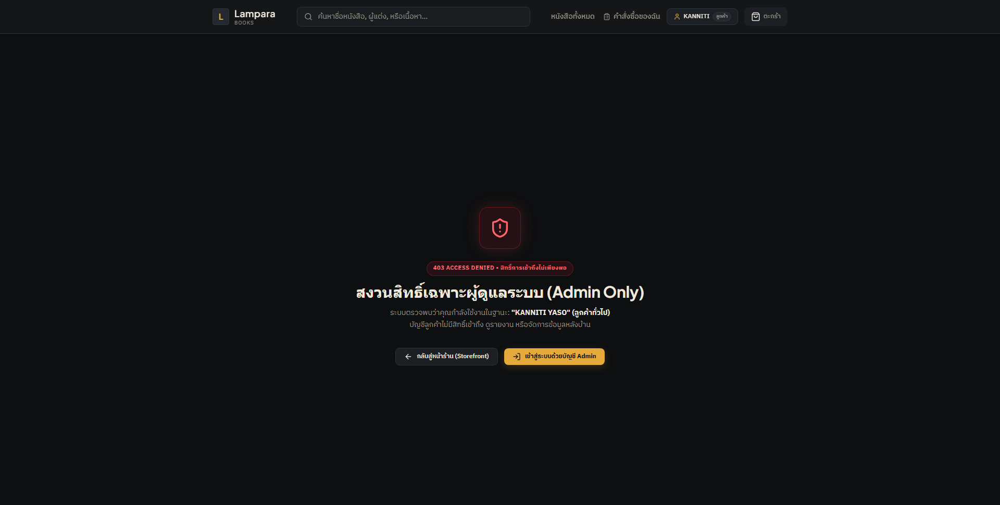 L
Lampara
BOOKS
ค้นหาชื่อหนังสือ, ผู้แต่ง, หรือเนื้อหา...
หนังสือทั้งหมด
คำสั่งซื้อของฉัน
KANNITI ลูกค้า
ตะกร้า
403 ACCESS DENIED • สิทธิ์การเข้าถึงไม่เพียงพอ
สงวนสิทธิ์เฉพาะผู้ดูแลระบบ (Admin Only)
ระบบตรวจพบว่าคุณกำลังใช้งานในฐานะ: "KANNITI YASO" (ลูกค้าทั่วไป)
บัญชีลูกค้าไม่มีสิทธิ์เข้าถึง ดูรายงาน หรือจัดการข้อมูลหลังบ้าน
กลับสู่หน้าร้าน (Storefront)
เข้าสู่ระบบด้วยบัญชี Admin